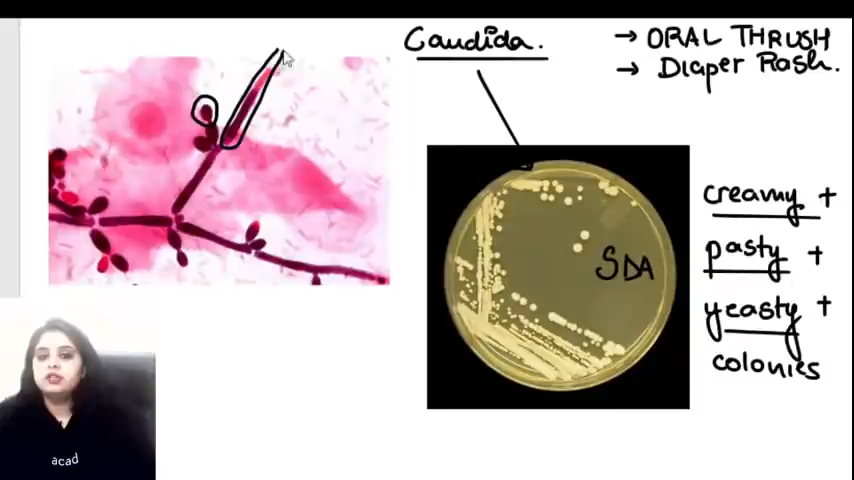 Candida.
→ ORAL THRUSH
→ Diaper Rash.
SDA
creamy +
pasty +
yeasty +
colonies
acad